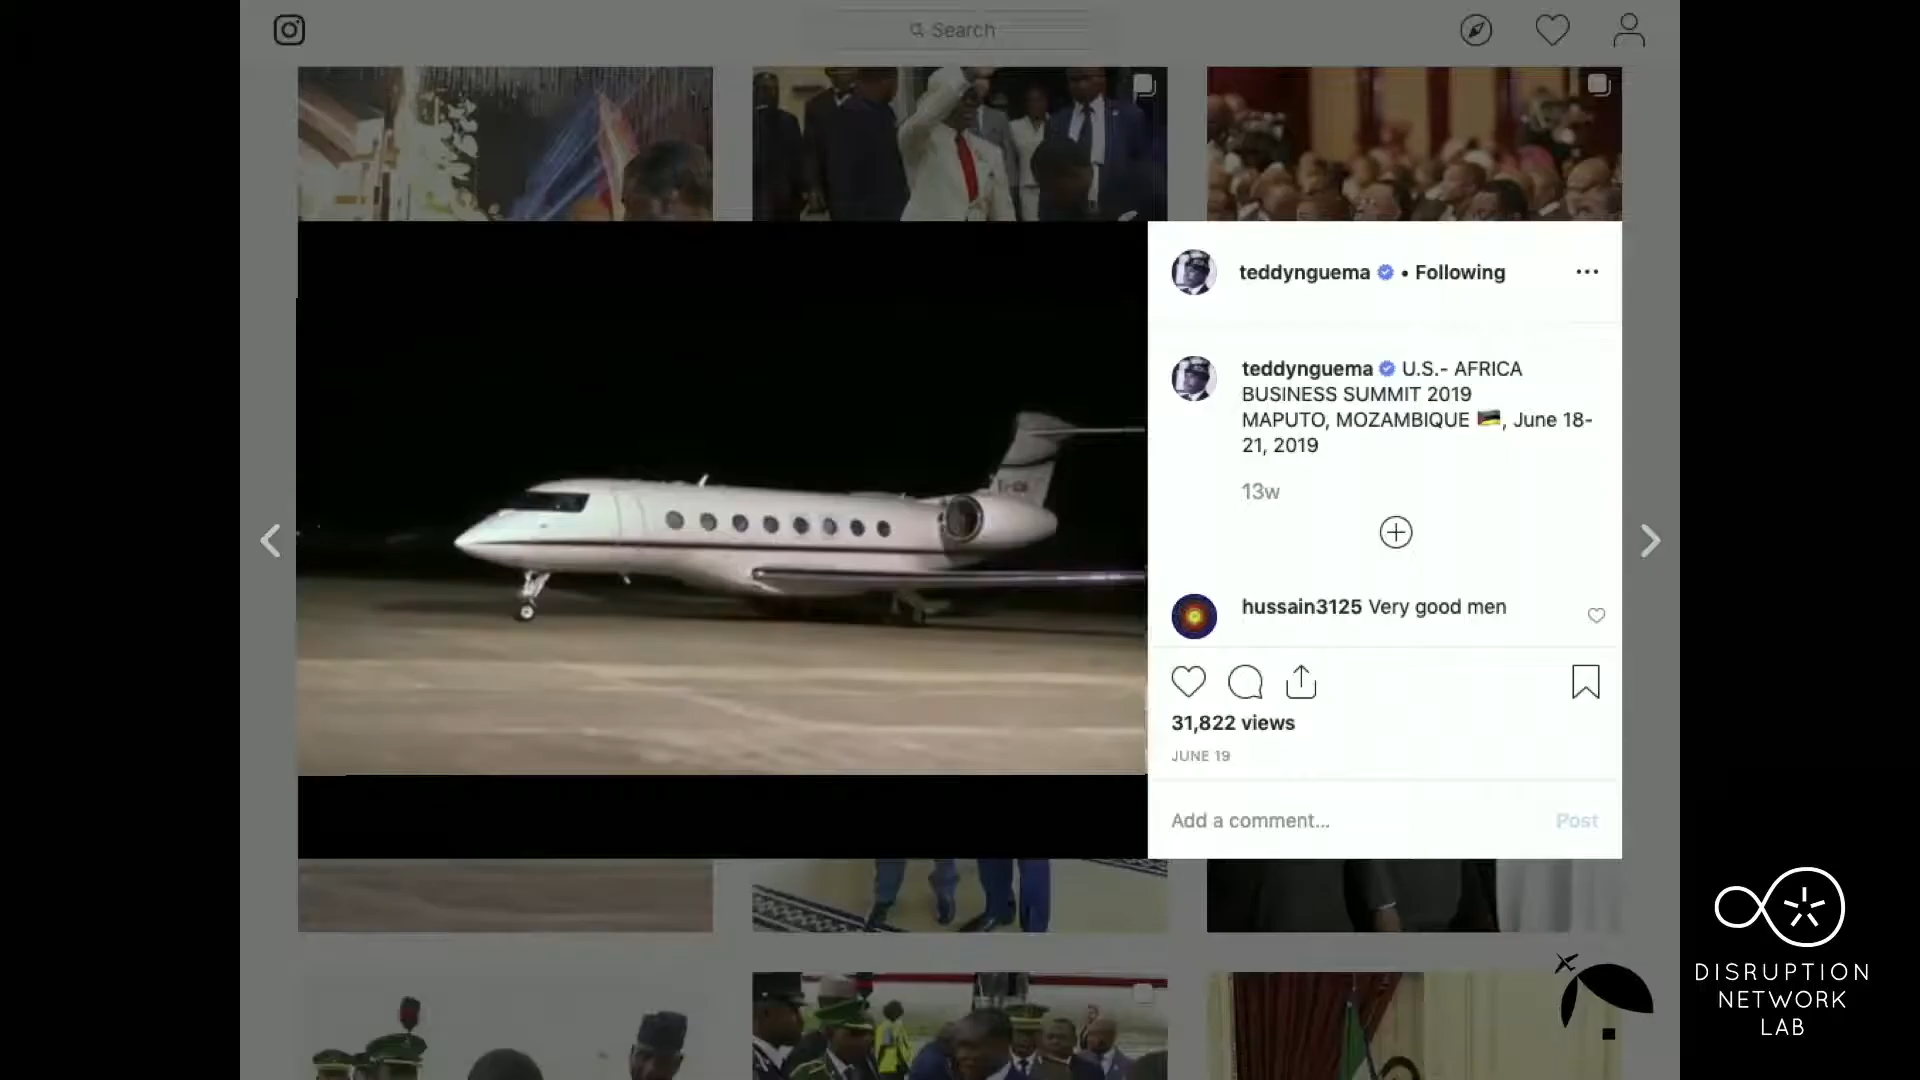 Search
teddynguema • Following
teddynguema U.S.- AFRICA
BUSINESS SUMMIT 2019
MAPUTO, MOZAMBIQUE , June 18-
21, 2019
13w
hussain3125 Very good men
31,822 views
JUNE 19
Add a comment...
Post
DISRUPTION
NETWORK
LAB